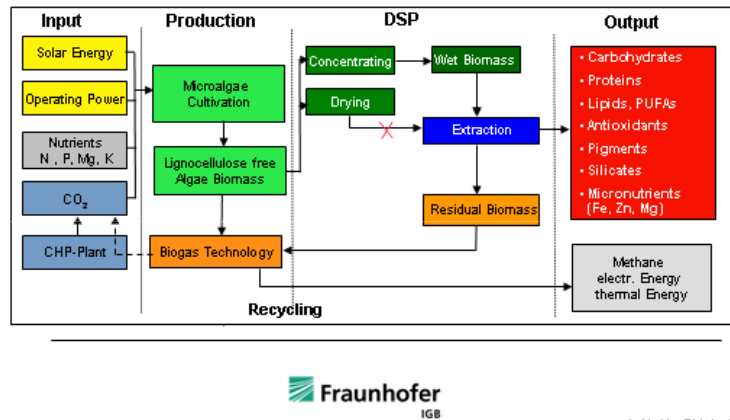 Input
Production
DSP
Output
Solar Energy
Operating Power
Nutrients
N , P, Mg, K
CO₂
CHP-Plant
Microalgae
Cultivation
Lignocellulose free
Algae Biomass
Biogas Technology
Concentrating
Wet Biomass
Drying
Extraction
Residual Biomass
• Carbohydrates
• Proteins
• Lipids, PUFAs
• Antioxidants
• Pigments
• Silicates
• Micronutrients
(Fe, Zn, Mg)
Methane
electr. Energy
thermal Energy
Recycling
Fraunhofer
IGB